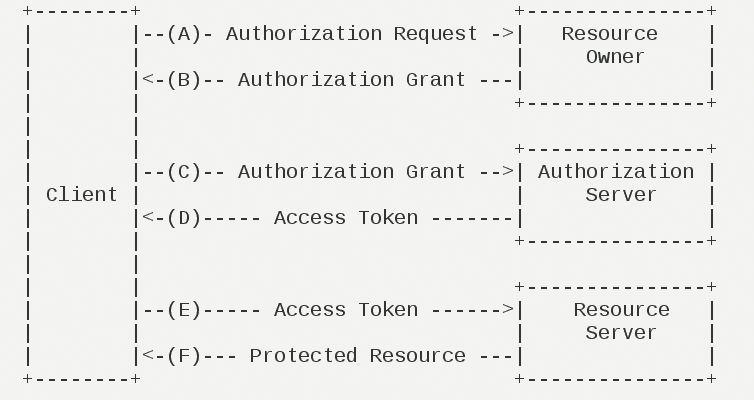 +--------+                               +---------------+
|        |--(A)- Authorization Request ->|   Resource    |
|        |                               |     Owner     |
|        |<-(B)-- Authorization Grant ---|               |
|        |                               +---------------+
|        |
|        |                               +---------------+
|        |--(C)-- Authorization Grant -->| Authorization |
| Client |                               |     Server    |
|        |<-(D)----- Access Token -------|               |
|        |                               +---------------+
|        |
|        |                               +---------------+
|        |--(E)----- Access Token ------>|    Resource   |
|        |                               |     Server    |
|        |<-(F)--- Protected Resource ---|               |
+--------+                               +---------------+